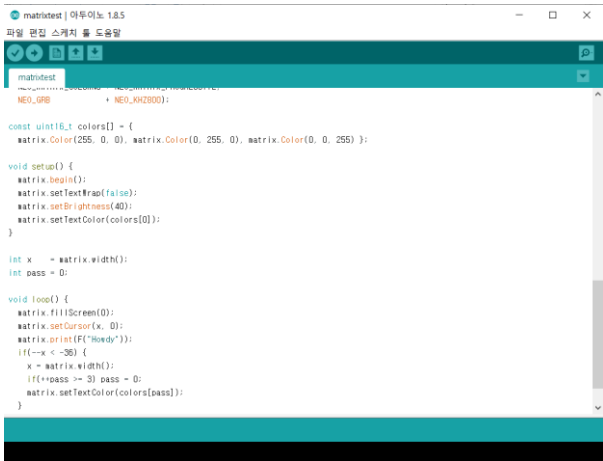 matrixtest | 아두이노 1.8.5
파일 편집 스케치 툴 도움말
matrixtest
NEO_GRB + NEO_KHZ800);
const uint16_t colors[] = {
matrix.Color(255, 0, 0), matrix.Color(0, 255, 0), matrix.Color(0, 0, 255) };
void setup() {
matrix.begin();
matrix.setTextWrap(false);
matrix.setBrightness(40);
matrix.setTextColor(colors[0]);
}
int x = matrix.width();
int pass = 0;
void loop() {
matrix.fillScreen(0);
matrix.setCursor(x, 0);
matrix.print(F("Howdy"));
if(--x < -36) {
x = matrix.width();
if(++pass >= 3) pass = 0;
matrix.setTextColor(colors[pass]);
}